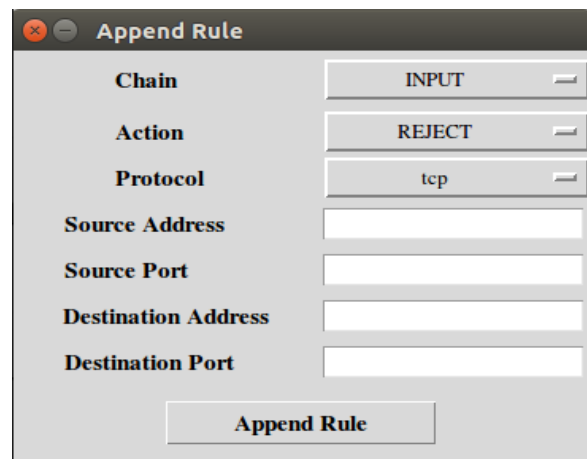 Append Rule
Chain INPUT
Action REJECT
Protocol tcp
Source Address
Source Port
Destination Address
Destination Port
Append Rule